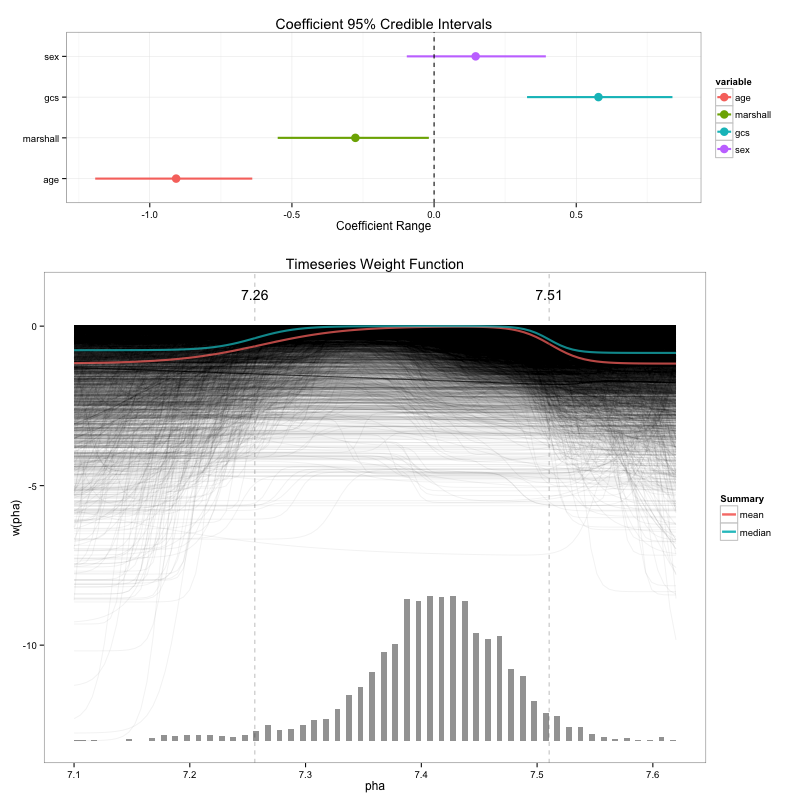 Coefficient 95% Credible Intervals
sex
gcs
marshall
age
-1.0 -0.5 0.0 0.5
Coefficient Range
variable
age
marshall
gcs
sex
Timeseries Weight Function
7.26 7.51
0
-5
-10
w(pha)
7.1 7.2 7.3 7.4 7.5 7.6
pha
Summary
mean
median